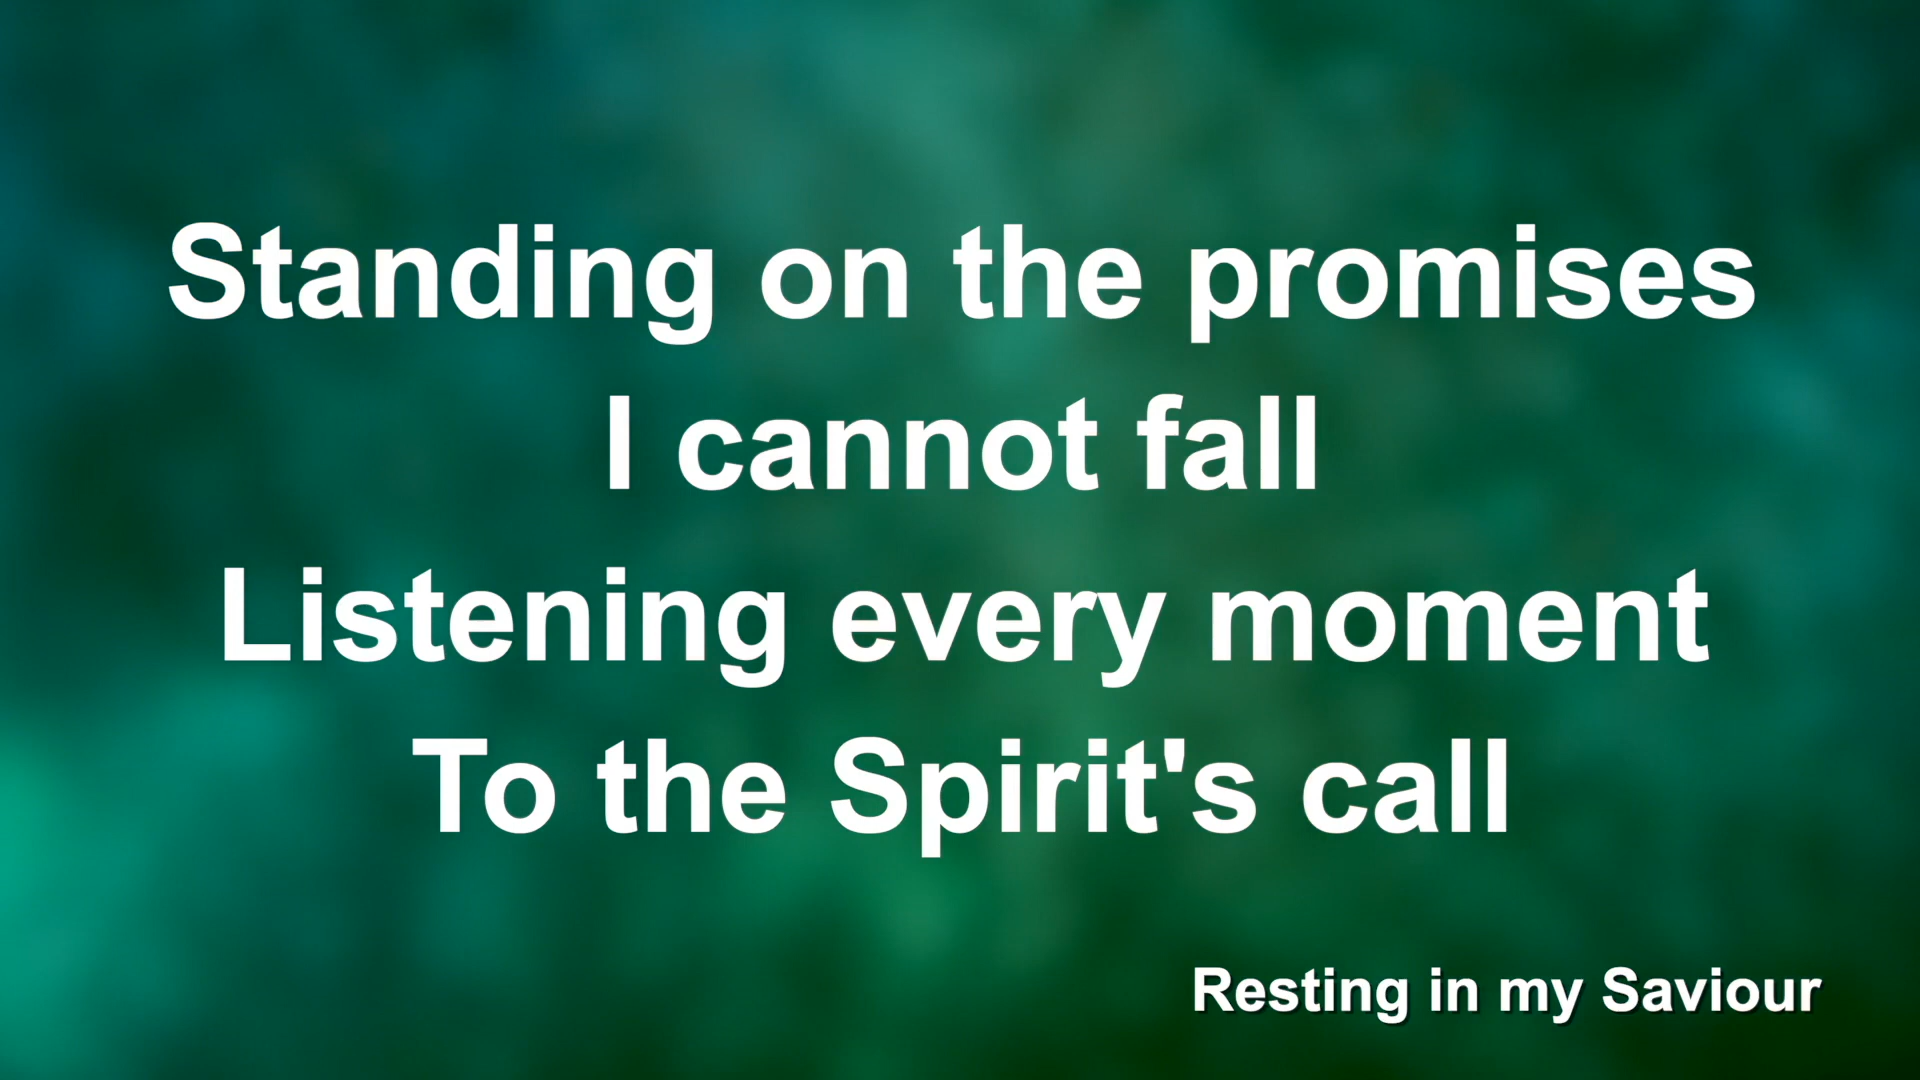 Standing on the promises
I cannot fall
Listening every moment
To the Spirit's call
Resting in my Saviour